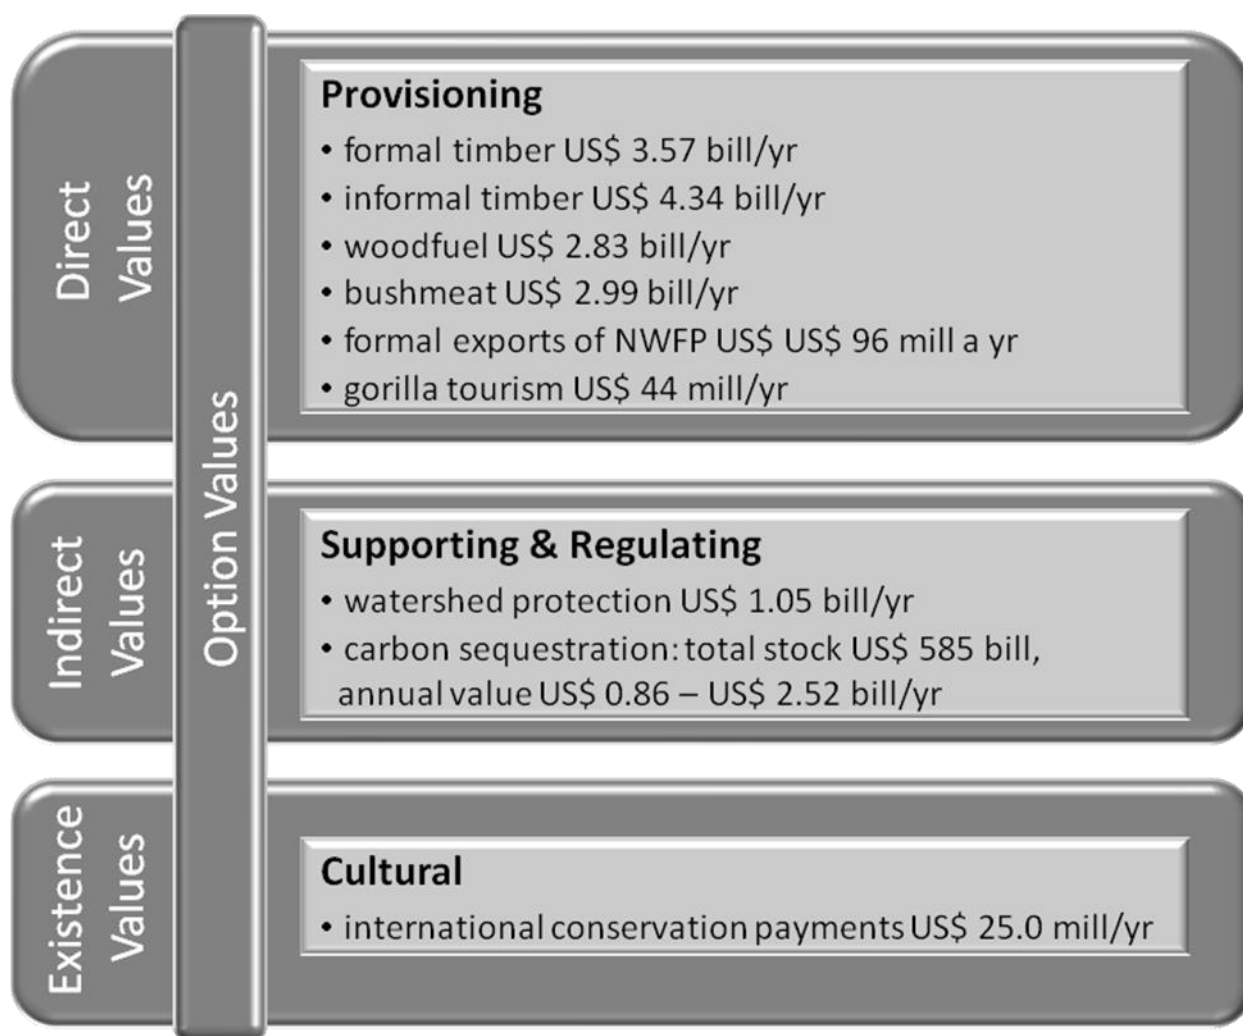 Direct
Values
Provisioning
• formal timber US$ 3.57 bill/yr
• informal timber US$ 4.34 bill/yr
• woodfuel US$ 2.83 bill/yr
• bushmeat US$ 2.99 bill/yr
• formal exports of NWFP US$ US$ 96 mill a yr
• gorilla tourism US$ 44 mill/yr
Option Values
Indirect
Values
Supporting & Regulating
• watershed protection US$ 1.05 bill/yr
• carbon sequestration: total stock US$ 585 bill,
annual value US$ 0.86 – US$ 2.52 bill/yr
Existence
Values
Cultural
• international conservation payments US$ 25.0 mill/yr